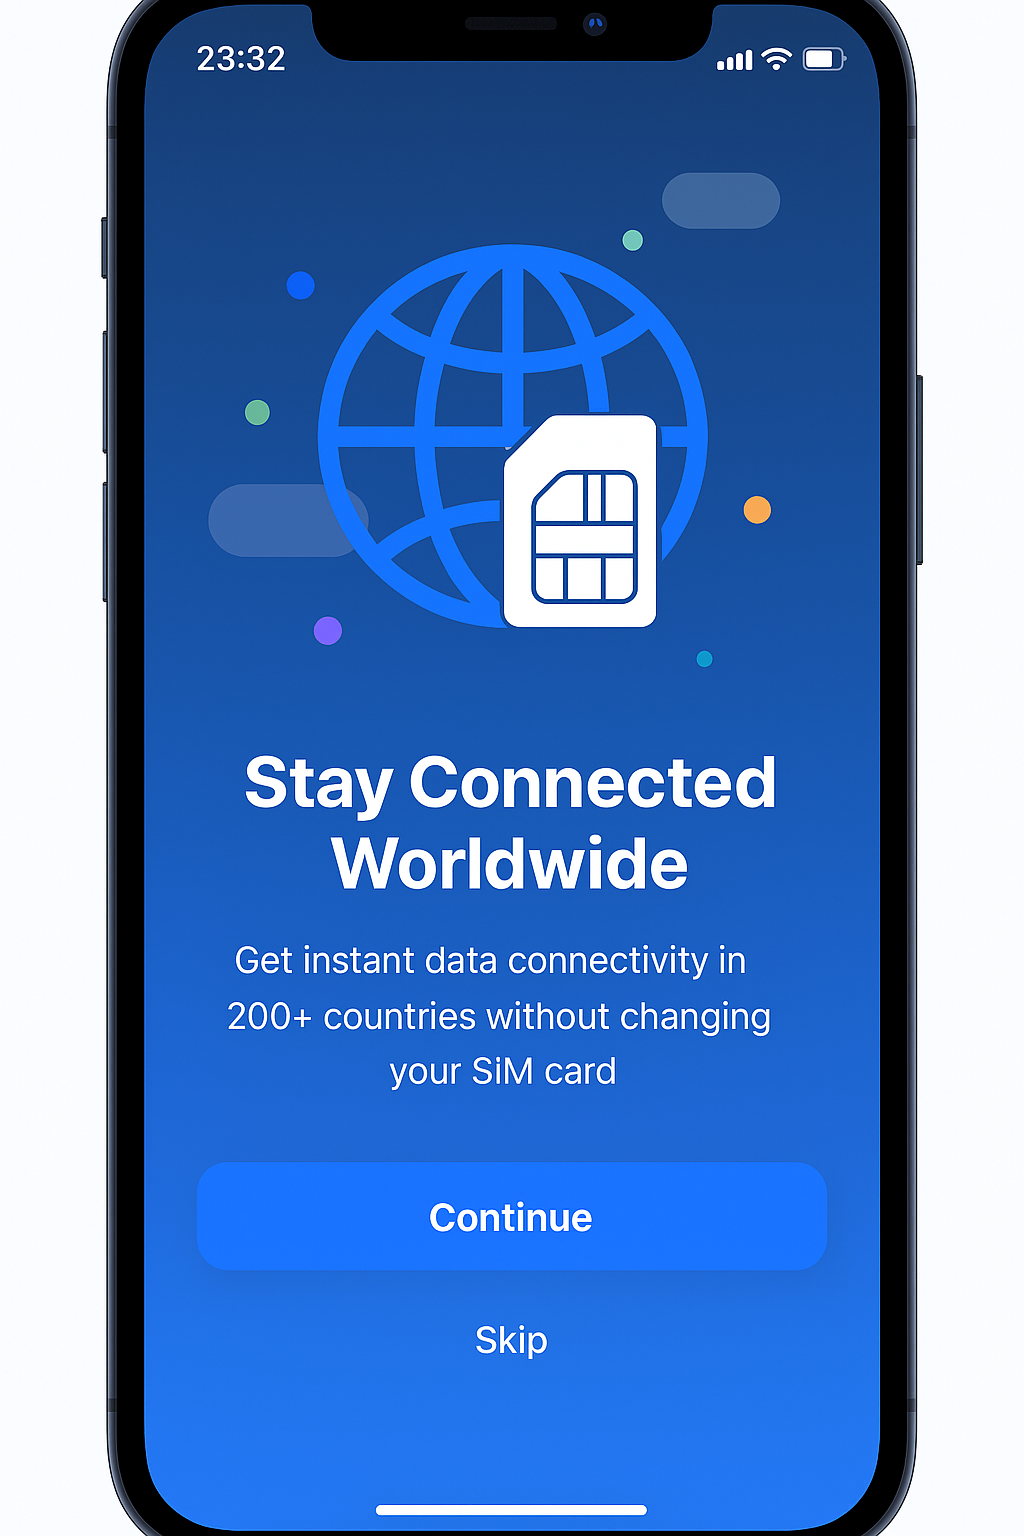 23:32
Stay Connected
Worldwide
Get instant data connectivity in
200+ countries without changing
your SiM card
Continue
Skip